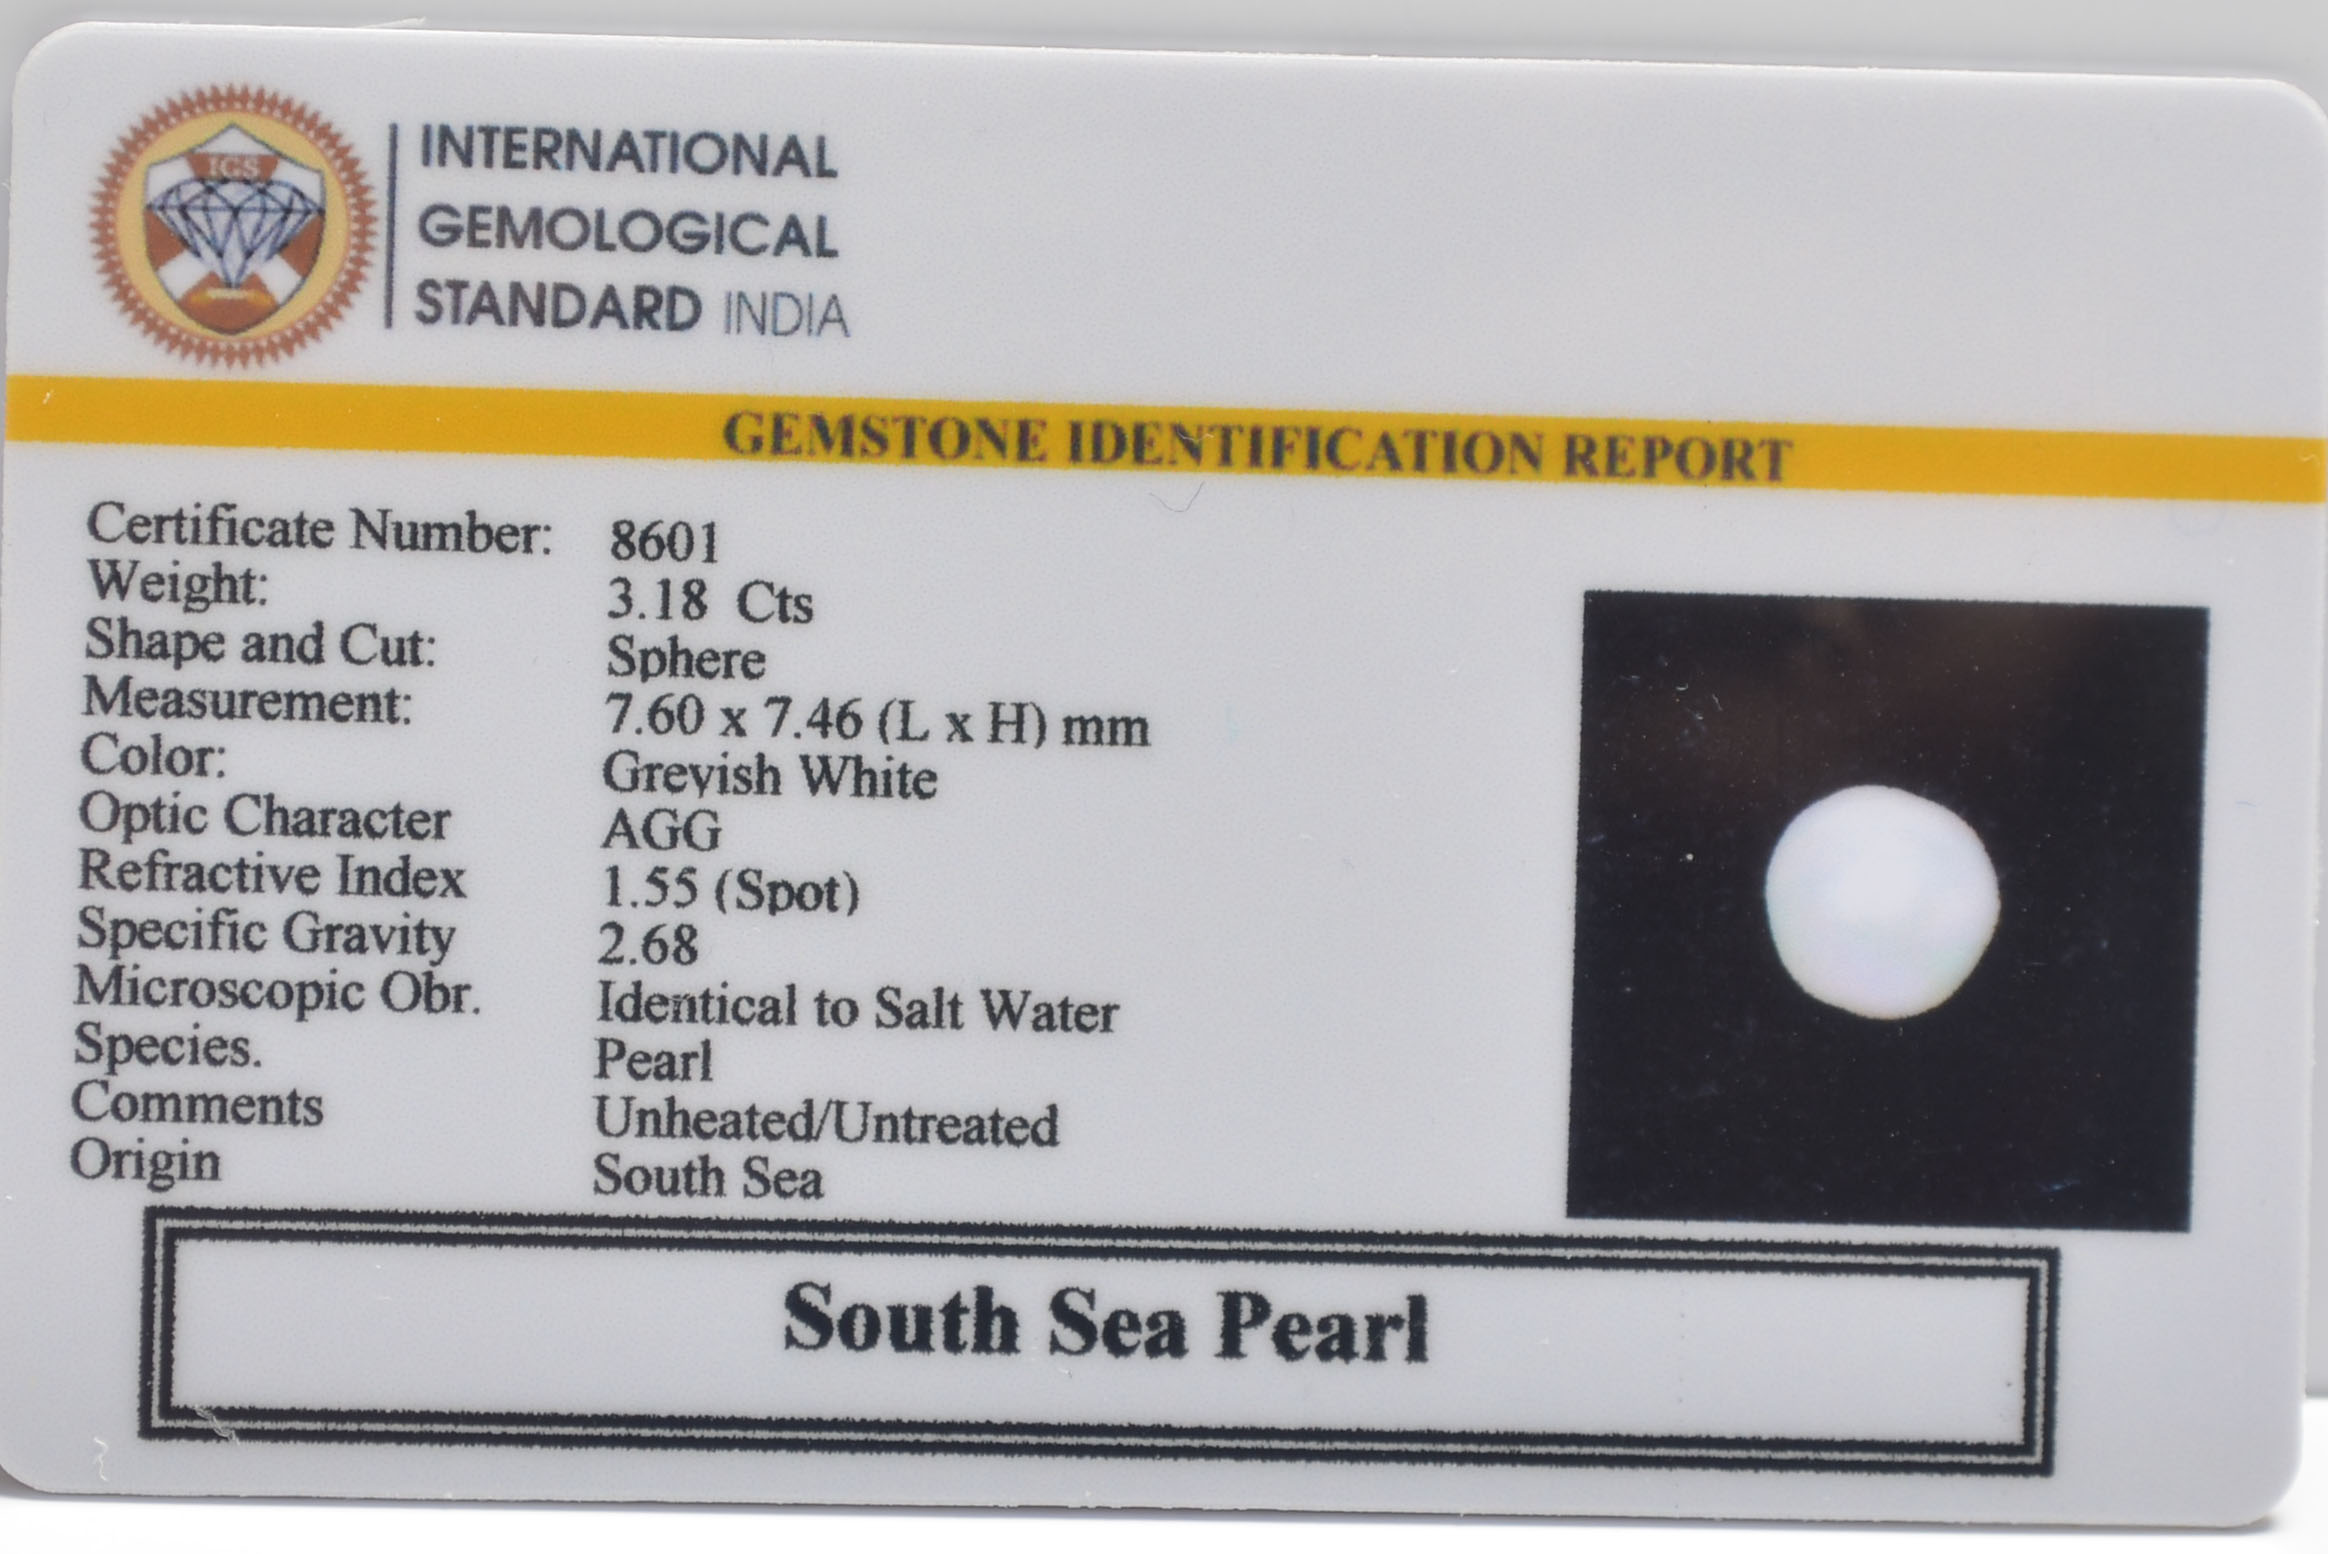 IGS
INTERNATIONAL
GEMOLOGICAL
STANDARD INDIA
GEMSTONE IDENTIFICATION REPORT
Certificate Number: 8601
Weight: 3.18 Cts
Shape and Cut: Sphere
Measurement: 7.60 x 7.46 (L x H) mm
Color: Greyish White
Optic Character AGG
Refractive Index 1.55 (Spot)
Specific Gravity 2.68
Microscopic Obr. Identical to Salt Water
Species. Pearl
Comments Unheated/Untreated
Origin South Sea
South Sea Pearl